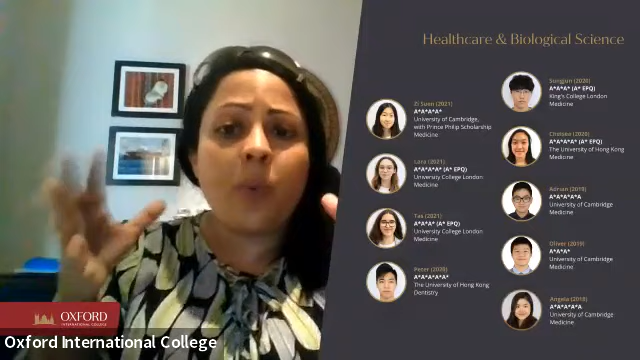 Healthcare & Biological Science
Zi Suen (2021)
A*A*A*A*
University of Cambridge,
with Prince Philip Scholarship
Medicine
Lora (2021)
A*A*A*A* (A* EPQ)
University College London
Medicine
Tas (2021)
A*A*A* (A* EPQ)
University College London
Medicine
Peter (2020)
A*A*A*A*A*
The University of Hong Kong
Dentistry
Sungjun (2020)
A*A*A* (A* EPQ)
King's College London
Medicine
Chelsea (2020)
A*A*A*A* (A* EPQ)
The University of Hong Kong
Medicine
Adrian (2019)
A*A*A*A*A
University of Cambridge
Medicine
Oliver (2019)
A*A*A*
University of Cambridge
Medicine
Angela (2018)
A*A*A*A*A
University of Cambridge
Medicine
OXFORD
INTERNATIONAL COLLEGE
Oxford International College